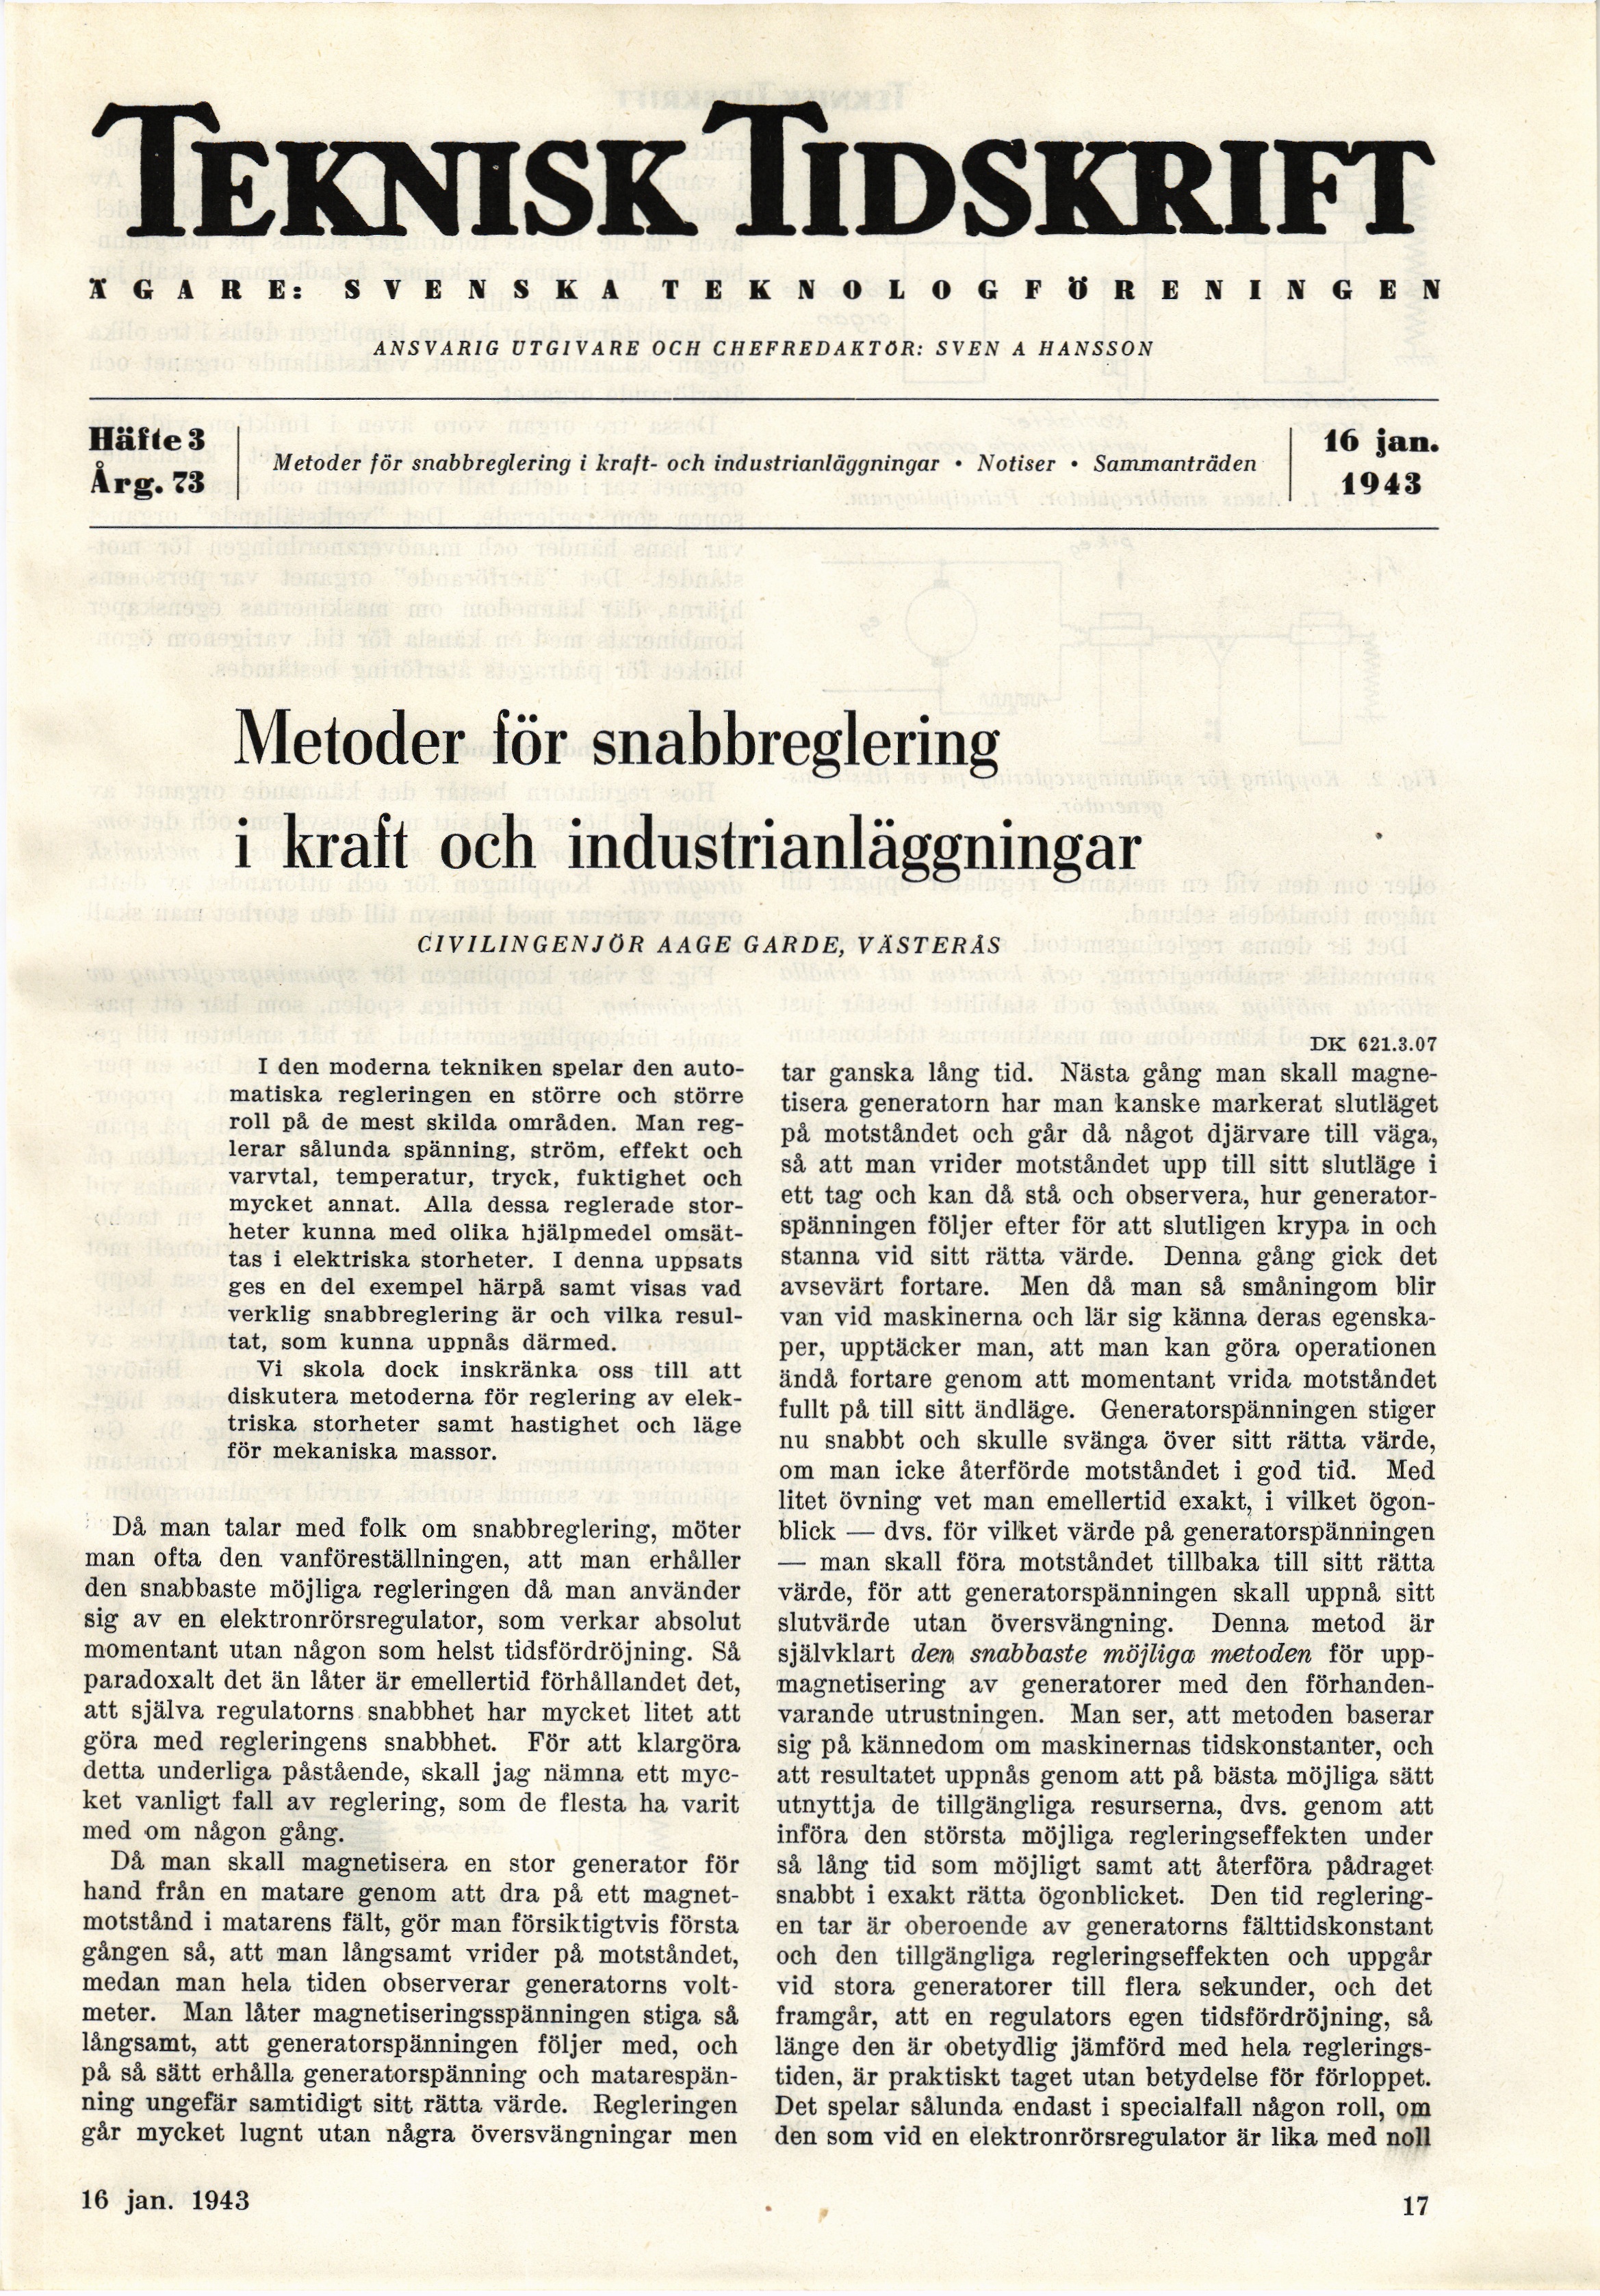 TEKNISK TIDSKRIFT
ÄGARE: SVENSKA TEKNOLOGFÖRENINGEN
ANSVARIG UTGIVARE OCH CHEFREDAKTÖR: SVEN A HANSSON
Häfte 3
Årg. 73
Metoder för snabbreglering i kraft- och industrianläggningar • Notiser • Sammanträden
16 jan.
1943
Metoder för snabbreglering
i kraft och industrianläggningar
CIVILINGENJÖR AAGE GARDE, VÄSTERÅS
I den moderna tekniken spelar den auto-
matiska regleringen en större och större
roll på de mest skilda områden. Man reg-
lerar sålunda spänning, ström, effekt och
varvtal, temperatur, tryck, fuktighet och
mycket annat. Alla dessa reglerade stor-
heter kunna med olika hjälpmedel omsät-
tas i elektriska storheter. I denna uppsats
ges en del exempel härpå samt visas vad
verklig snabbreglering är och vilka resul-
tat, som kunna uppnås därmed.
Vi skola dock inskränka oss till att
diskutera metoderna för reglering av elek-
triska storheter samt hastighet och läge
för mekaniska massor.
Då man talar med folk om snabbreglering, möter
man ofta den vanföreställningen, att man erhåller
den snabbaste möjliga regleringen då man använder
sig av en elektronrörsregulator, som verkar absolut
momentant utan någon som helst tidsfördröjning. Så
paradoxalt det än låter är emellertid förhållandet det,
att själva regulatorns snabbhet har mycket litet att
göra med regleringens snabbhet. För att klargöra
detta underliga påstående, skall jag nämna ett myc-
ket vanligt fall av reglering, som de flesta ha varit
med om någon gång.
Då man skall magnetisera en stor generator för
hand från en matare genom att dra på ett magnet-
motstånd i matarens fält, gör man försiktigtvis första
gången så, att man långsamt vrider på motståndet,
medan man hela tiden observerar generatorns volt-
meter. Man låter magnetiseringsspänningen stiga så
långsamt, att generatorspänningen följer med, och
på så sätt erhålla generatorspänning och matarespän-
ning ungefär samtidigt sitt rätta värde. Regleringen
går mycket lugnt utan några översvängningar men
DK 621.3.07
tar ganska lång tid. Nästa gång man skall magne-
tisera generatorn har man kanske markerat slutläget
på motståndet och går då något djärvare till väga,
så att man vrider motståndet upp till sitt slutläge i
ett tag och kan då stå och observera, hur generator-
spänningen följer efter för att slutligen krypa in och
stanna vid sitt rätta värde. Denna gång gick det
avsevärt fortare. Men då man så småningom blir
van vid maskinerna och lär sig känna deras egenska-
per, upptäcker man, att man kan göra operationen
ändå fortare genom att momentant vrida motståndet
fullt på till sitt ändläge. Generatorspänningen stiger
nu snabbt och skulle svänga över sitt rätta värde,
om man icke återförde motståndet i god tid. Med
litet övning vet man emellertid exakt, i vilket ögon-
blick — dvs. för vilket värde på generatorspänningen
— man skall föra motståndet tillbaka till sitt rätta
värde, för att generatorspänningen skall uppnå sitt
slutvärde utan översvängning. Denna metod är
självklart den snabbaste möjliga metoden för upp-
magnetisering av generatorer med den förhanden-
varande utrustningen. Man ser, att metoden baserar
sig på kännedom om maskinernas tidskonstanter, och
att resultatet uppnås genom att på bästa möjliga sätt
utnyttja de tillgängliga resurserna, dvs. genom att
införa den största möjliga regleringseffekten under
så lång tid som möjligt samt att återföra pådraget
snabbt i exakt rätta ögonblicket. Den tid reglering-
en tar är oberoende av generatorns fälttidskonstant
och den tillgängliga regleringseffekten och uppgår
vid stora generatorer till flera sekunder, och det
framgår, att en regulators egen tidsfördröjning, så
länge den är obetydlig jämförd med hela reglerings-
tiden, är praktiskt taget utan betydelse för förloppet.
Det spelar sålunda endast i specialfall någon roll, om
den som vid en elektronrörsregulator är lika med noll
16 jan. 1943
17